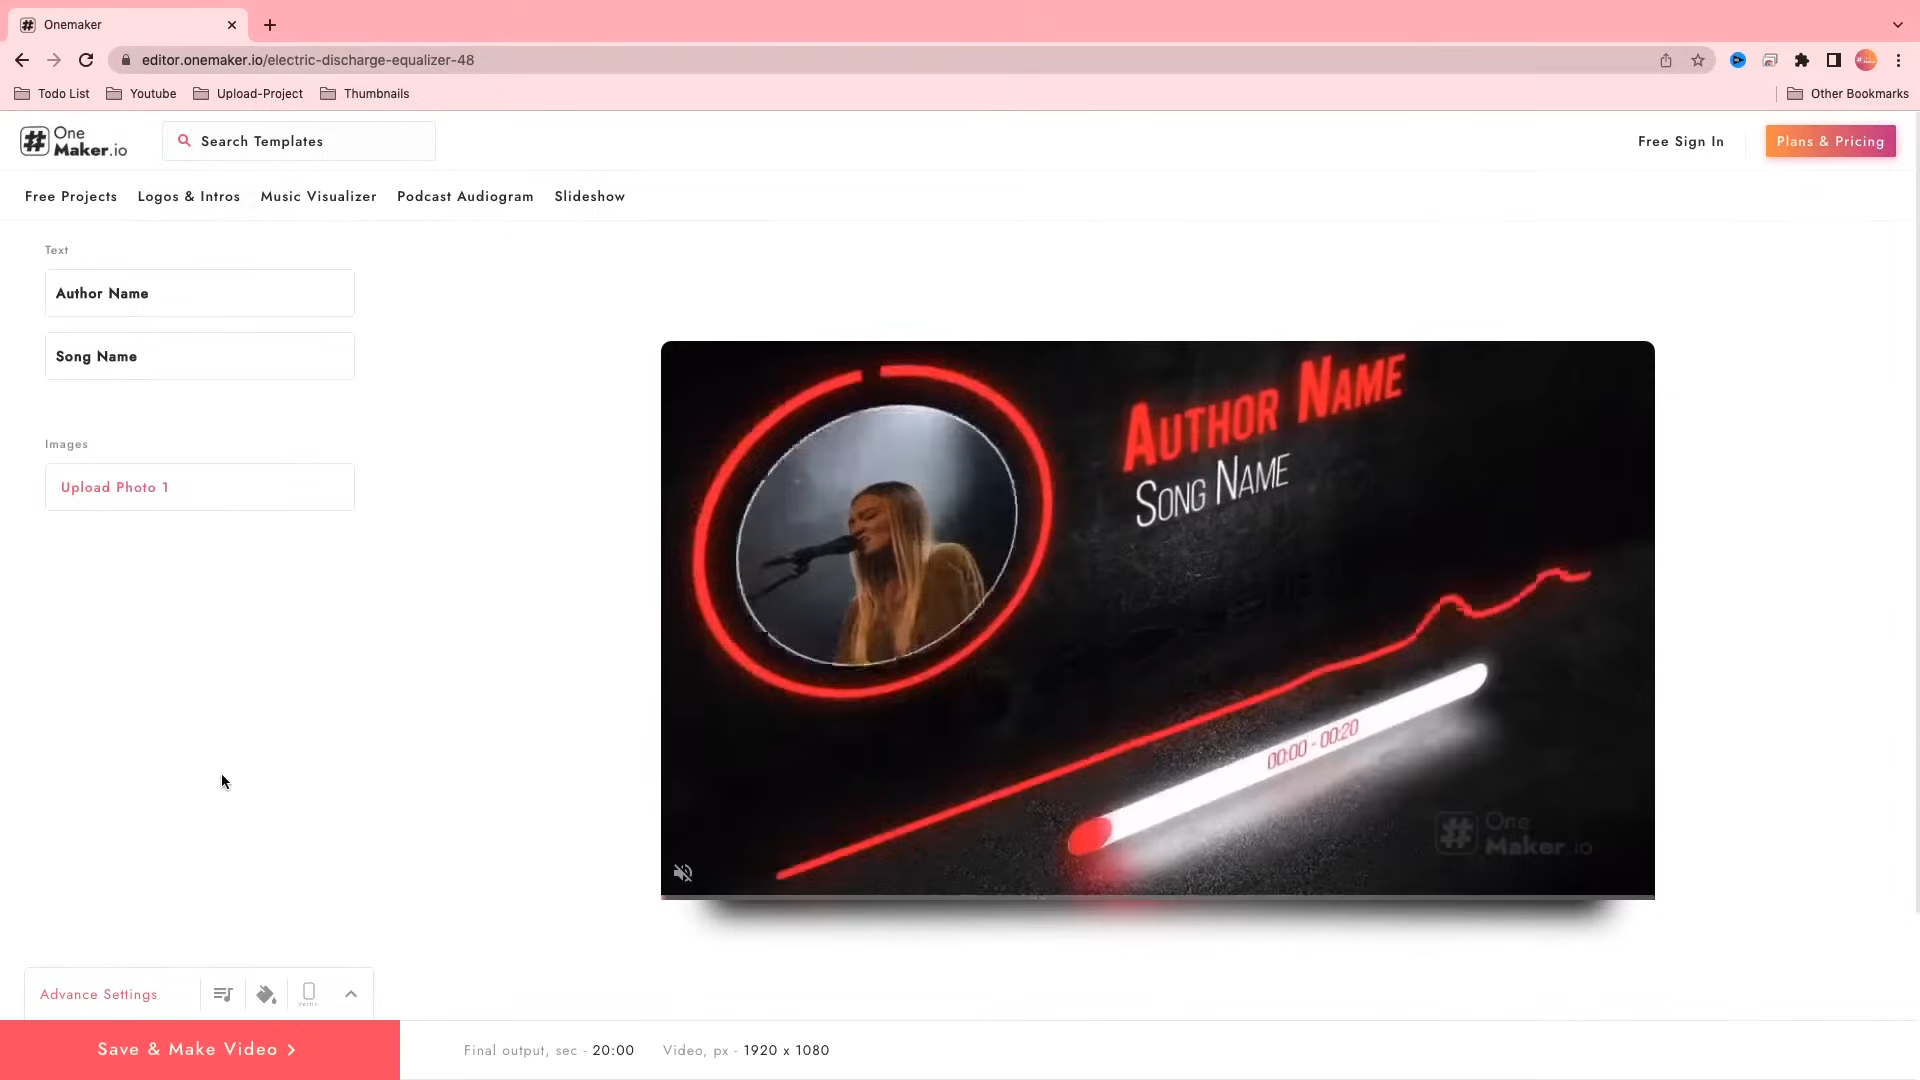 Onemaker
editor.onemaker.io/electric-discharge-equalizer-48
Todo List
Youtube
Upload-Project
Thumbnails
Other Bookmarks
# One Maker.io
Search Templates
Free Sign In
Plans & Pricing
Free Projects
Logos & Intros
Music Visualizer
Podcast Audiogram
Slideshow
Text
Author Name
Song Name
Images
Upload Photo 1
Author Name
Song Name
00:00 - 00:20
# One Maker.io
Advance Settings
Save & Make Video >
Final output, sec - 20:00
Video, px - 1920 x 1080